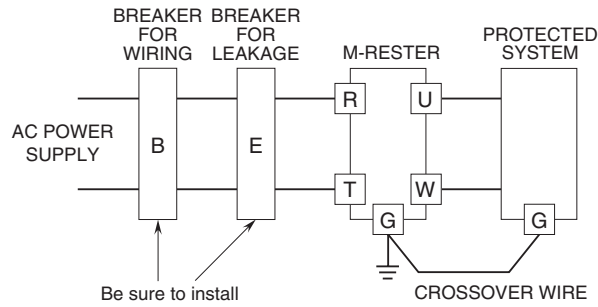 BREAKER
FOR
WIRING
BREAKER
FOR
LEAKAGE
M-RESTER
PROTECTED
SYSTEM
R
U
AC POWER
SUPPLY
B
E
T
W
G
G
Be sure to install
CROSSOVER WIRE